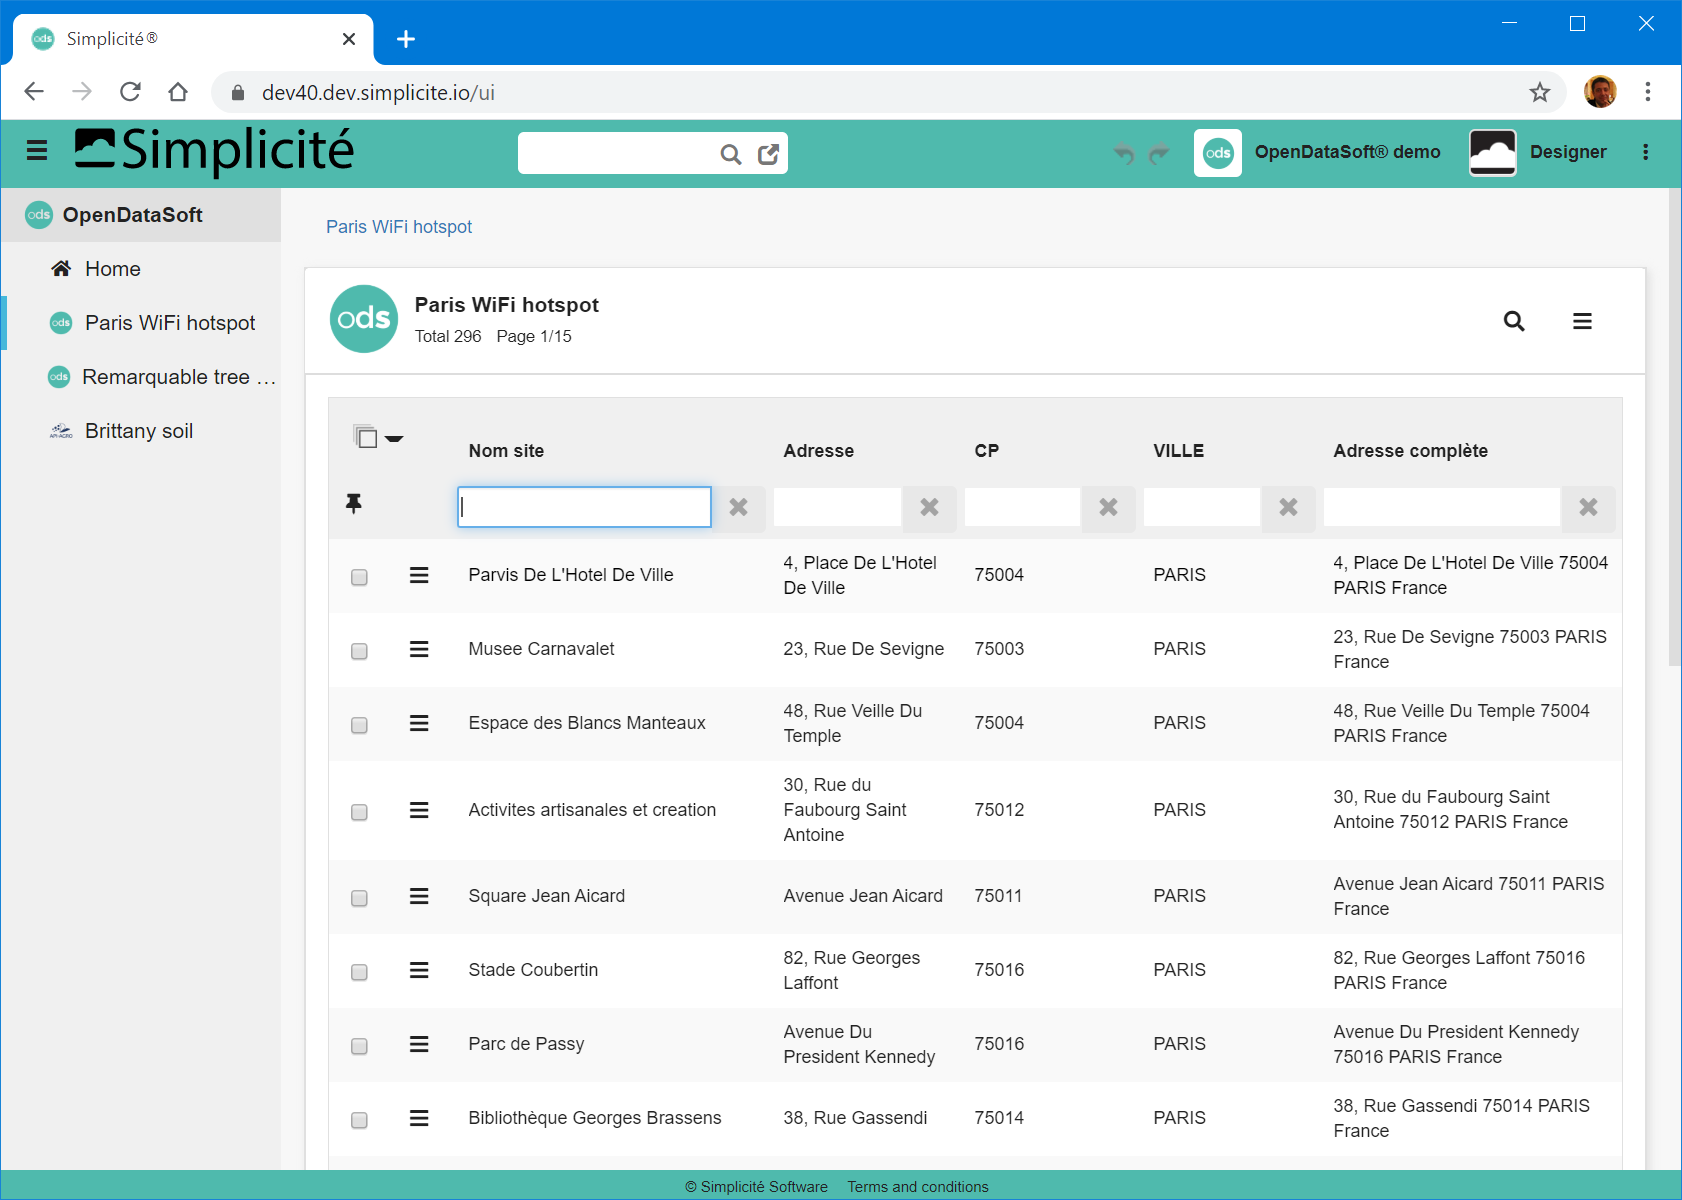 ods Simplicité®
dev40.dev.simplicite.io/ui
Simplicité
ods OpenDataSoft® demo
Designer
ods OpenDataSoft
Home
ods Paris WiFi hotspot
ods Remarquable tree …
API-AGRO Brittany soil
Paris WiFi hotspot
ods
Paris WiFi hotspot
Total 296 Page 1/15
Nom site Adresse CP VILLE Adresse complète
Parvis De L'Hotel De Ville
4, Place De L'Hotel
De Ville
75004
PARIS
4, Place De L'Hotel De Ville 75004
PARIS France
Musee Carnavalet
23, Rue De Sevigne
75003
PARIS
23, Rue De Sevigne 75003 PARIS
France
Espace des Blancs Manteaux
48, Rue Veille Du
Temple
75004
PARIS
48, Rue Veille Du Temple 75004
PARIS France
Activites artisanales et creation
30, Rue du
Faubourg Saint
Antoine
75012
PARIS
30, Rue du Faubourg Saint
Antoine 75012 PARIS France
Square Jean Aicard
Avenue Jean Aicard
75011
PARIS
Avenue Jean Aicard 75011 PARIS
France
Stade Coubertin
82, Rue Georges
Laffont
75016
PARIS
82, Rue Georges Laffont 75016
PARIS France
Parc de Passy
Avenue Du
President Kennedy
75016
PARIS
Avenue Du President Kennedy
75016 PARIS France
Bibliothèque Georges Brassens
38, Rue Gassendi
75014
PARIS
38, Rue Gassendi 75014 PARIS
France
© Simplicité Software Terms and conditions